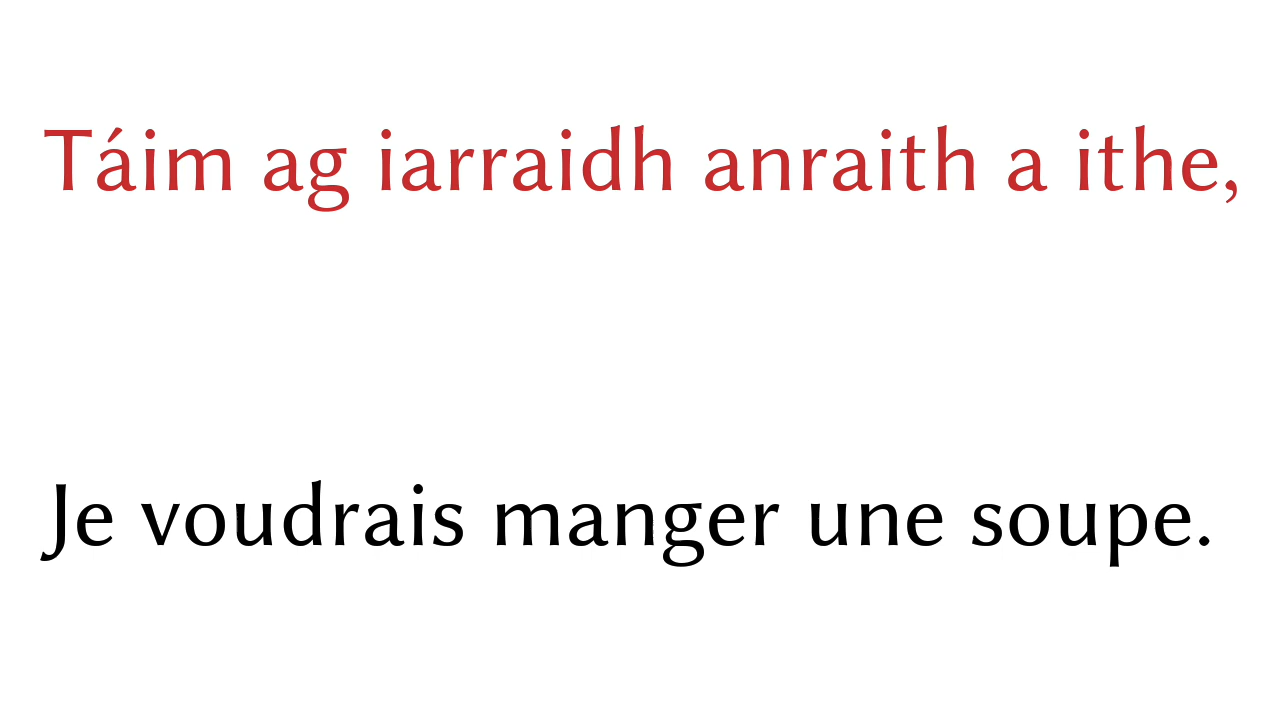 Táim ag iarraidh anraith a ithe,
Je voudrais manger une soupe.